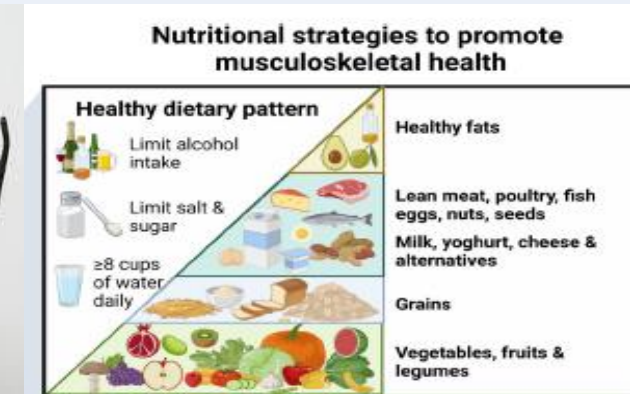 Nutritional strategies to promote
musculoskeletal health
Healthy dietary pattern
Limit alcohol
intake
Limit salt &
sugar
≥8 cups
of water
daily
Healthy fats
Lean meat, poultry, fish
eggs, nuts, seeds
Milk, yoghurt, cheese &
alternatives
Grains
Vegetables, fruits &
legumes